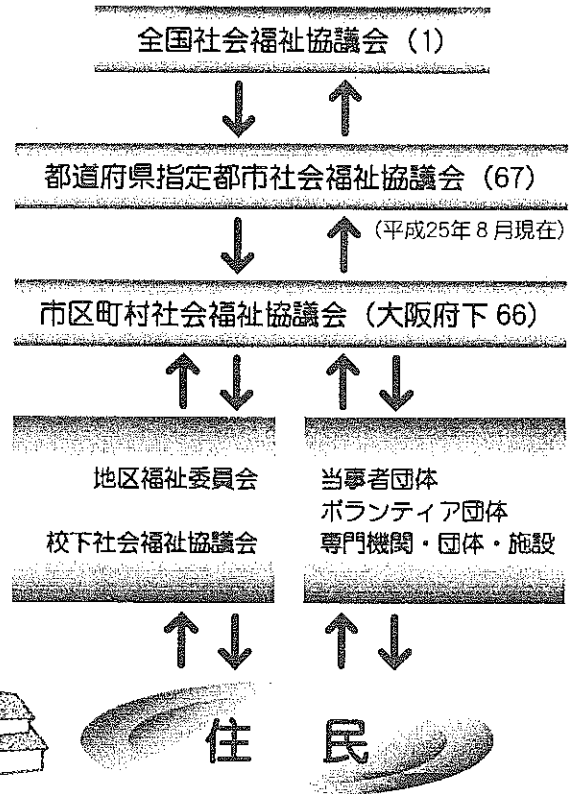 全国社会福祉協議会 (1)
都道府県指定都市社会福祉協議会 (67)
(平成25年8月現在)
市区町村社会福祉協議会 (大阪府下 66)
地区福祉委員会
校下社会福祉協議会
当事者団体
ボランティア団体
専門機関・団体・施設
住民